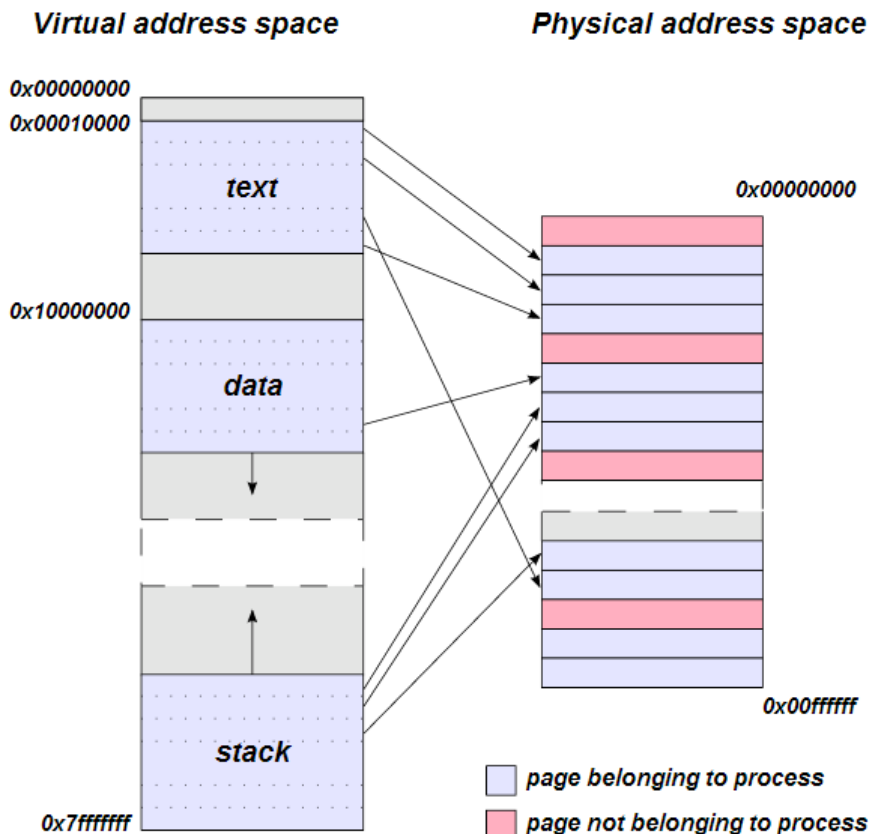 Virtual address space
Physical address space
0x00000000
0x00010000
text
0x00000000
0x10000000
data
stack
0x00ffffff
page belonging to process
0x7fffffff
page not belonging to process